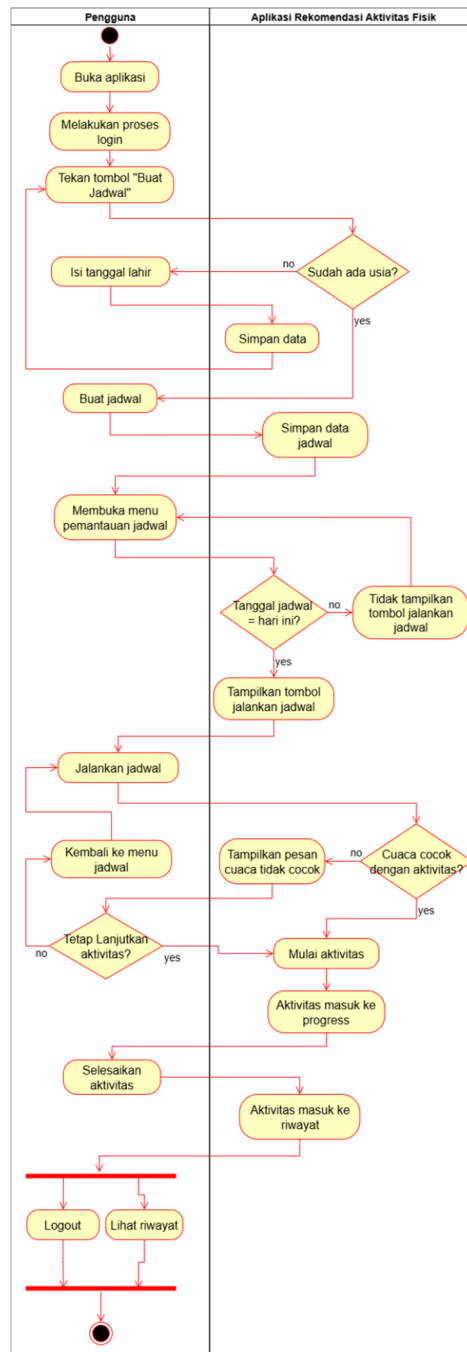 Pengguna
Aplikasi Rekomendasi Aktivitas Fisik
Buka aplikasi
Melakukan proses
login
Tekan tombol "Buat
Jadwal"
Sudah ada usia?
no
Isi tanggal lahir
yes
Simpan data
Buat jadwal
Simpan data
jadwal
Membuka menu
pemantauan jadwal
Tanggal jadwal
= hari ini?
no
Tidak tampilkan
tombol jalankan
jadwal
yes
Tampilkan tombol
jalankan jadwal
Jalankan jadwal
Cuaca cocok
dengan aktivitas?
no
Tampilkan pesan
cuaca tidak cocok
Kembali ke menu
jadwal
yes
Tetap Lanjutkan
aktivitas?
no
yes
Mulai aktivitas
Aktivitas masuk ke
progress
Selesaikan
aktivitas
Aktivitas masuk ke
riwayat
Logout
Lihat riwayat